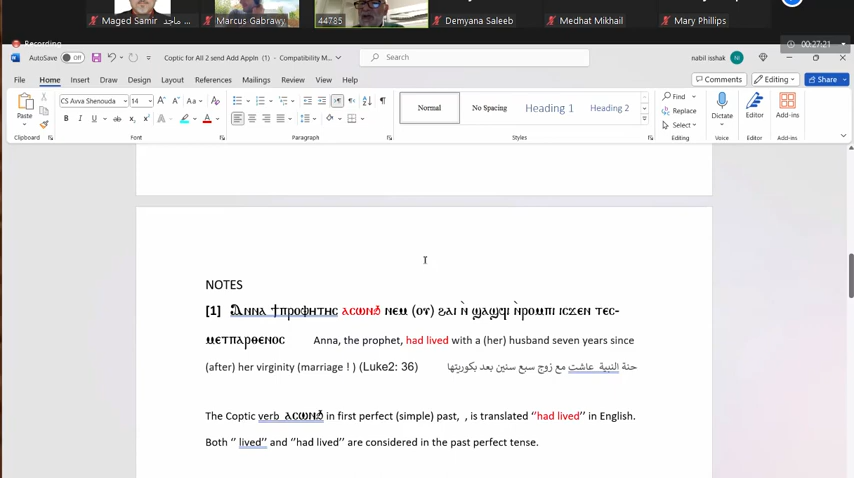 Maged Samir ماجد ...
Marcus Gabrawy
44785
Demyana Saleeb
Medhat Mikhail
Mary Phillips
Recording
00:27:21
AutoSave Off
Coptic for All 2 send Add Appln ( · ) - Compatibility M...
Search
nabil isshak
NI
File Home Insert Draw Design Layout References Mailings Review View Help
Comments
Editing
Share
Paste
Clipboard
CS Avva Shenouda
14
Font
Paragraph
Normal
No Spacing
Heading 1
Heading 2
Styles
Find
Replace
Select
Editing
Dictate
Voice
Editor
Editor
Add-ins
Add-ins
NOTES
[1] Ⲁⲛⲛⲁ ϯⲡⲣⲟⲫⲏⲧⲏⲥ ⲁⲥⲱⲛϧ ⲛⲉⲙ (ⲟⲩ) ϩⲁⲓ ⲛ̀ ϣⲁϣϥⲓ ⲛ̀ⲣⲟⲙⲡⲓ ⲓⲥϫⲉⲛ ⲧⲉⲥ-
ⲙⲉⲧⲡⲁⲣⲑⲉⲛⲟⲥ Anna, the prophet, had lived with a (her) husband seven years since
(after) her virginity (marriage ! ) (Luke2: 36) حنة النبية عاشت مع زوج سبع سنين بعد بكوريتها
The Coptic verb ⲁⲥⲱⲛϧ in first perfect (simple) past, , is translated “had lived” in English.
Both “ lived” and “had lived” are considered in the past perfect tense.